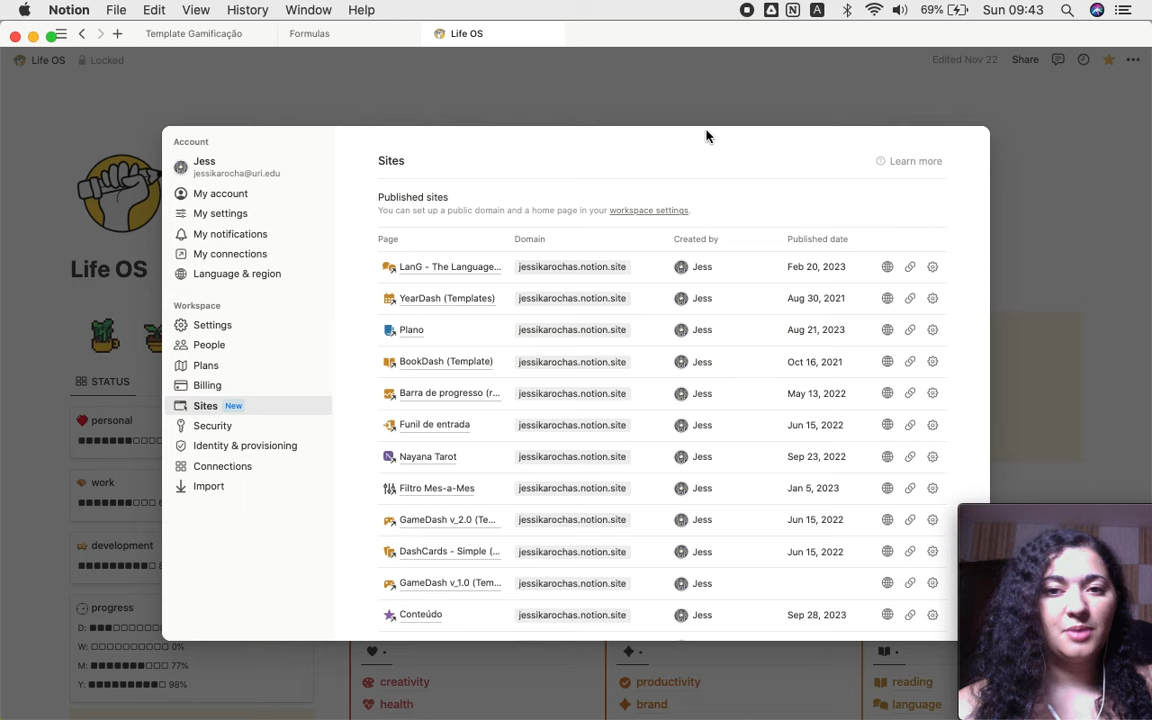 Notion File Edit View History Window Help 69% Sun 09:43
Template Gamificação Formulas Life OS
Life OS Locked Edited Nov 22 Share
Account
Jess
jessikarocha@uri.edu
My account
My settings
My notifications
My connections
Language & region
Workspace
Settings
People
Plans
Billing
Sites New
Security
Identity & provisioning
Connections
Import
Sites Learn more
Published sites
You can set up a public domain and a home page in your workspace settings.
Page Domain Created by Published date
LanG - The Language... jessikarochas.notion.site Jess Feb 20, 2023
YearDash (Templates) jessikarochas.notion.site Jess Aug 30, 2021
Plano jessikarochas.notion.site Jess Aug 21, 2023
BookDash (Template) jessikarochas.notion.site Jess Oct 16, 2021
Barra de progresso (r... jessikarochas.notion.site Jess May 13, 2022
Funil de entrada jessikarochas.notion.site Jess Jun 15, 2022
Nayana Tarot jessikarochas.notion.site Jess Sep 23, 2022
Filtro Mes-a-Mes jessikarochas.notion.site Jess Jan 5, 2023
GameDash v_2.0 (Te... jessikarochas.notion.site Jess Jun 15, 2022
DashCards - Simple (... jessikarochas.notion.site Jess Jun 15, 2022
GameDash v_1.0 (Tem... jessikarochas.notion.site Jess
Conteúdo jessikarochas.notion.site Jess Sep 28, 2023
Life OS
STATUS
personal
work
development
progress
D:
W: 0%
M: 77%
Y: 98%
creativity productivity reading
health brand language